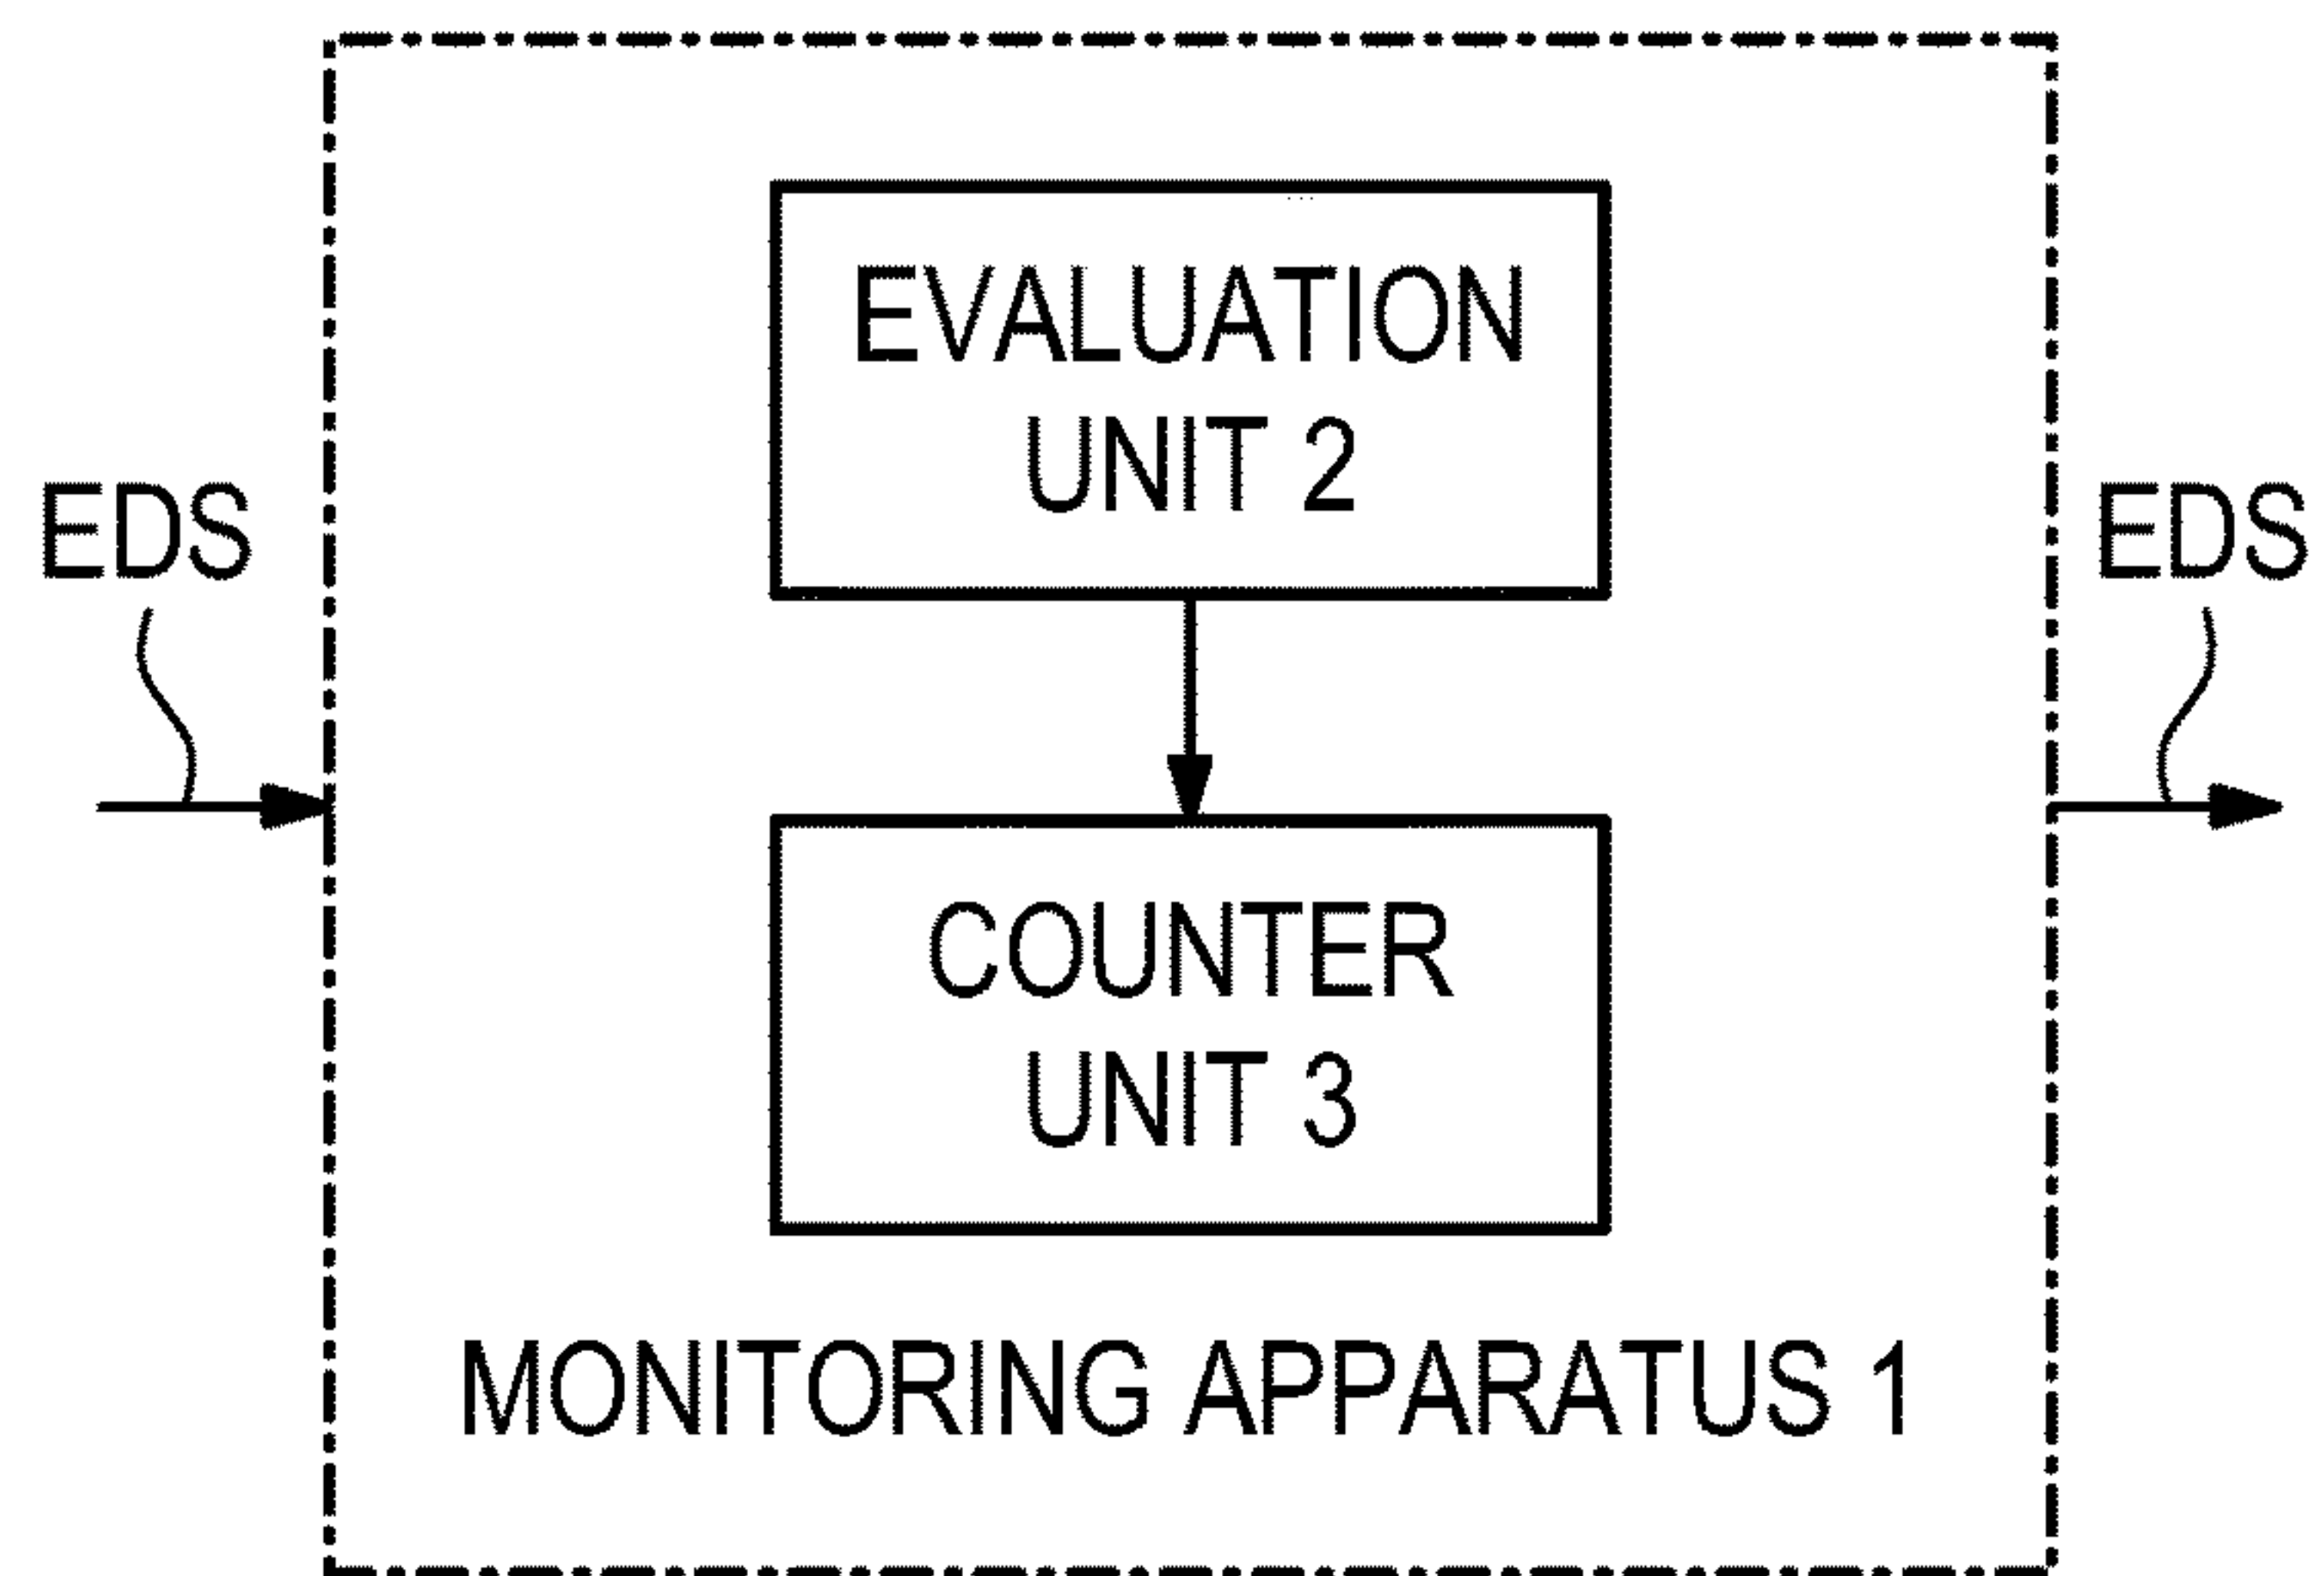 EVALUATION
UNIT 2
EDS
EDS
COUNTER
UNIT 3
MONITORING APPARATUS 1